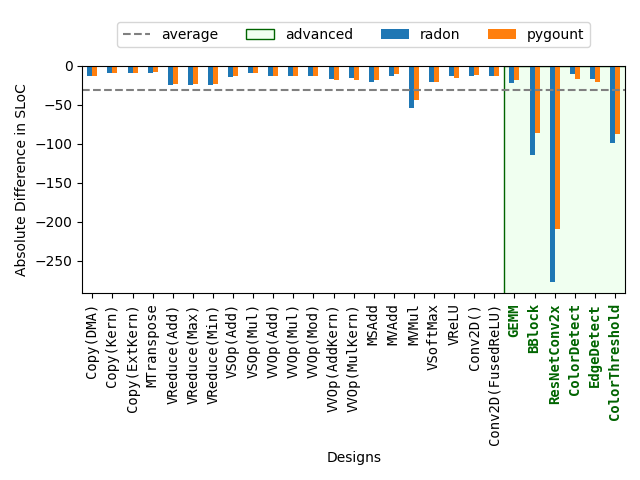 average advanced radon pygount
Absolute Difference in SLoC
0
−50
−100
−150
−200
−250
Copy(DMA)
Copy(Kern)
Copy(ExtKern)
MTranspose
VReduce(Add)
VReduce(Max)
VReduce(Min)
VSOp(Add)
VSOp(Mul)
VVOp(Add)
VVOp(Mul)
VVOp(Mod)
VVOp(AddKern)
VVOp(MulKern)
MSAdd
MVAdd
MVMul
VSoftMax
VReLU
Conv2D()
Conv2D(FusedReLU)
GEMM
BBlock
ResNetConv2x
ColorDetect
EdgeDetect
ColorThreshold
Designs